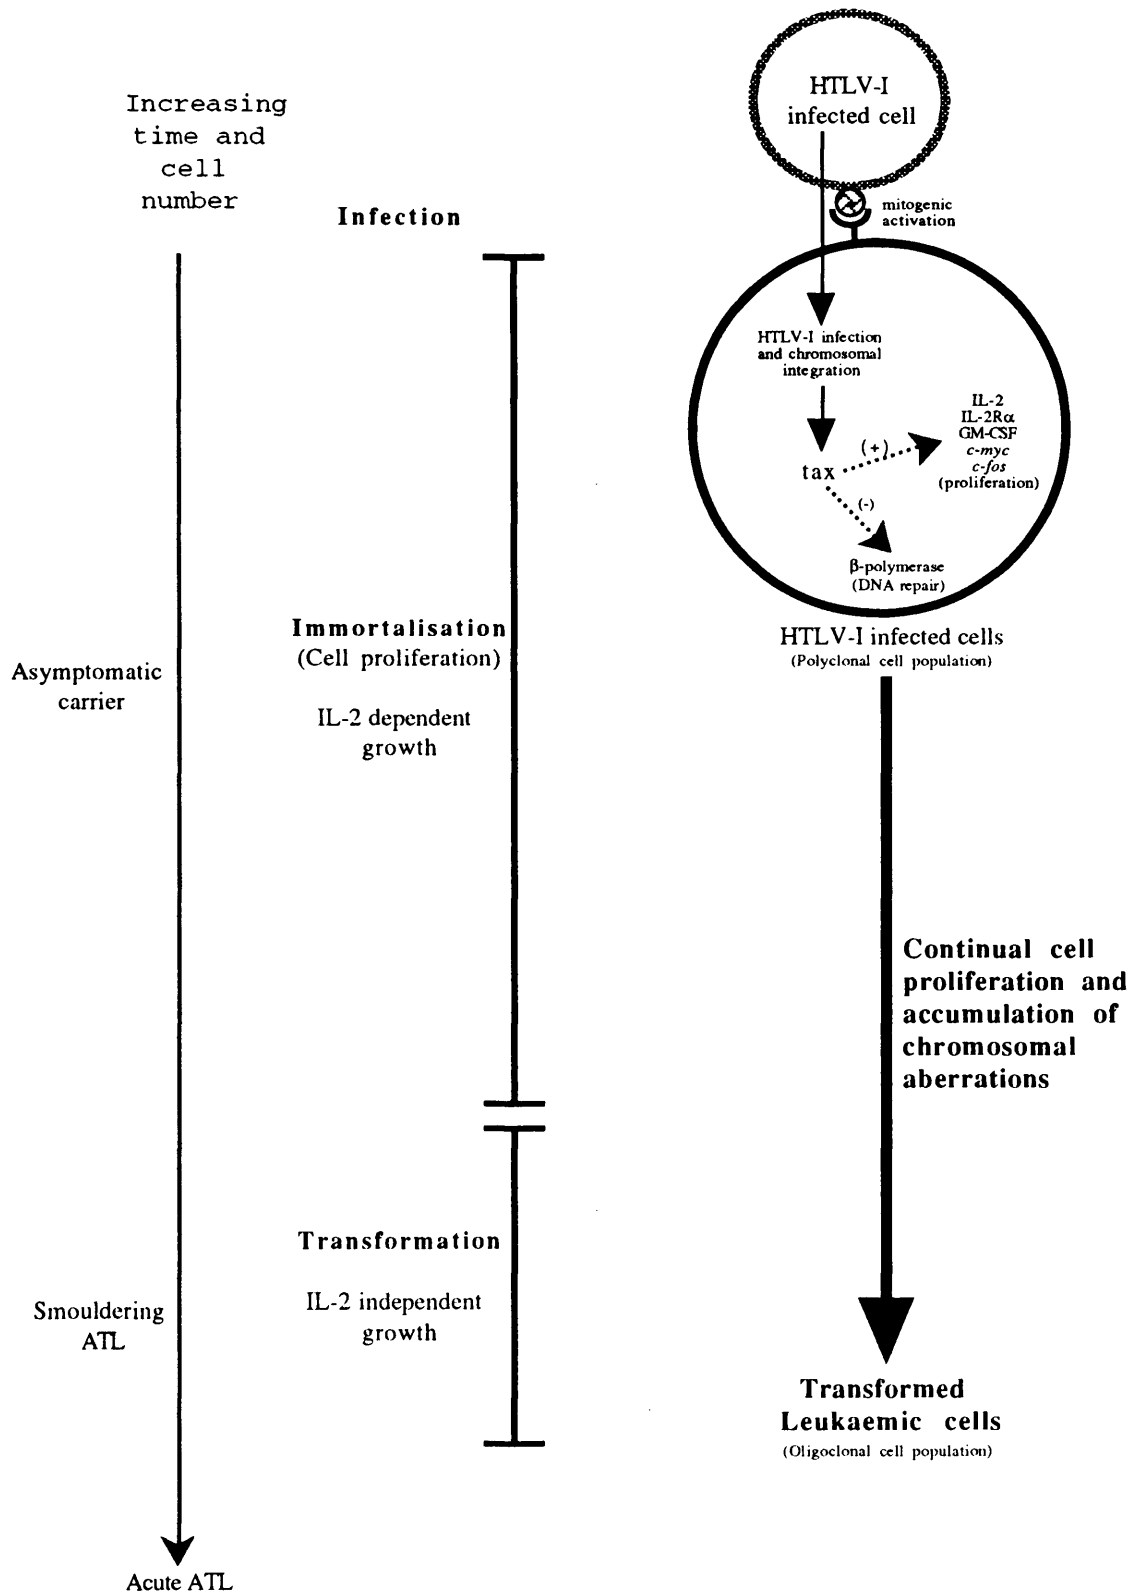 Increasing
time and
cell
number
Infection
Immortalisation
(Cell proliferation)
IL-2 dependent
growth
Asymptomatic
carrier
Transformation
IL-2 independent
growth
Smouldering
ATL
Acute ATL
HTLV-I
infected cell
mitogenic
activation
HTLV-I infection
and chromosomal
integration
tax
(+)
IL-2
IL-2Rα
GM-CSF
c-myc
c-fos
(proliferation)
(-)
β-polymerase
(DNA repair)
HTLV-I infected cells
(Polyclonal cell population)
Continual cell
proliferation and
accumulation of
chromosomal
aberrations
Transformed
Leukaemic cells
(Oligoclonal cell population)